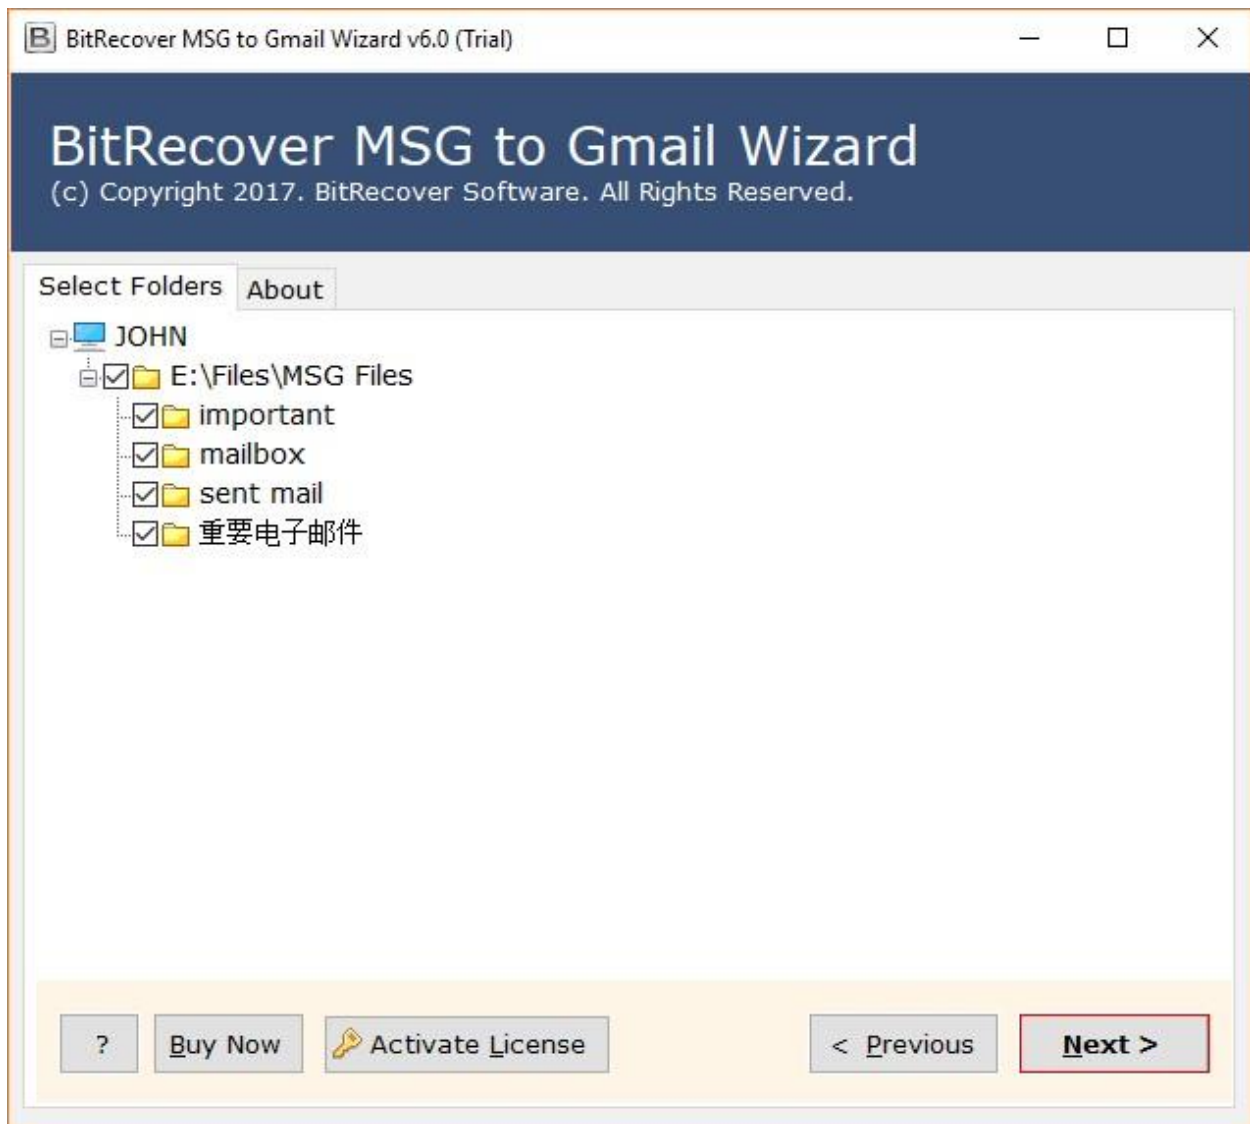 BitRecover MSG to Gmail Wizard v6.0 (Trial)
BitRecover MSG to Gmail Wizard
(c) Copyright 2017. BitRecover Software. All Rights Reserved.
Select Folders About
JOHN
E:\Files\MSG Files
important
mailbox
sent mail
重要电子邮件
? Buy Now Activate License < Previous Next >